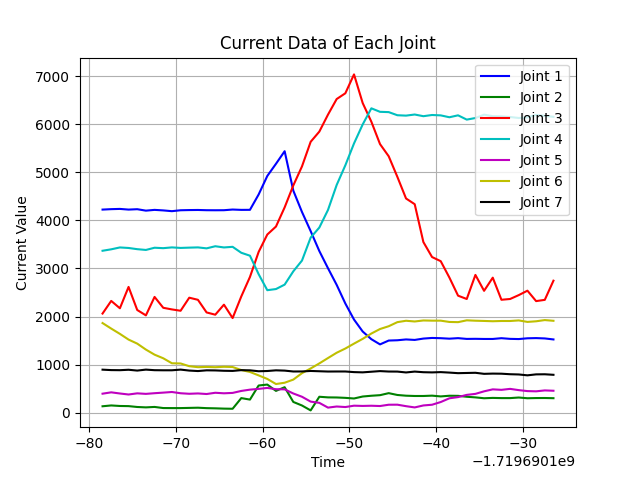 Current Data of Each Joint
Current Value
7000
6000
5000
4000
3000
2000
1000
0
Joint 1
Joint 2
Joint 3
Joint 4
Joint 5
Joint 6
Joint 7
−80
−70
−60
−50
−40
−30
Time
−1.7196901e9